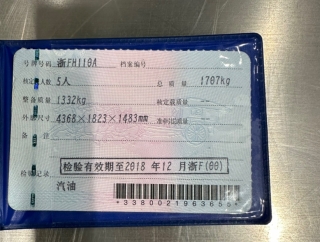 号牌号码 浙FH110A 档案编号
核定载人数 5人 总质量 1707kg
整备质量 1332kg 核定载质量
外廓尺寸 4368×1823×1483mm 准牵引总质量
备注
检验记录 检验有效期至2018年12月浙F(00)
汽油
*3380021963655*